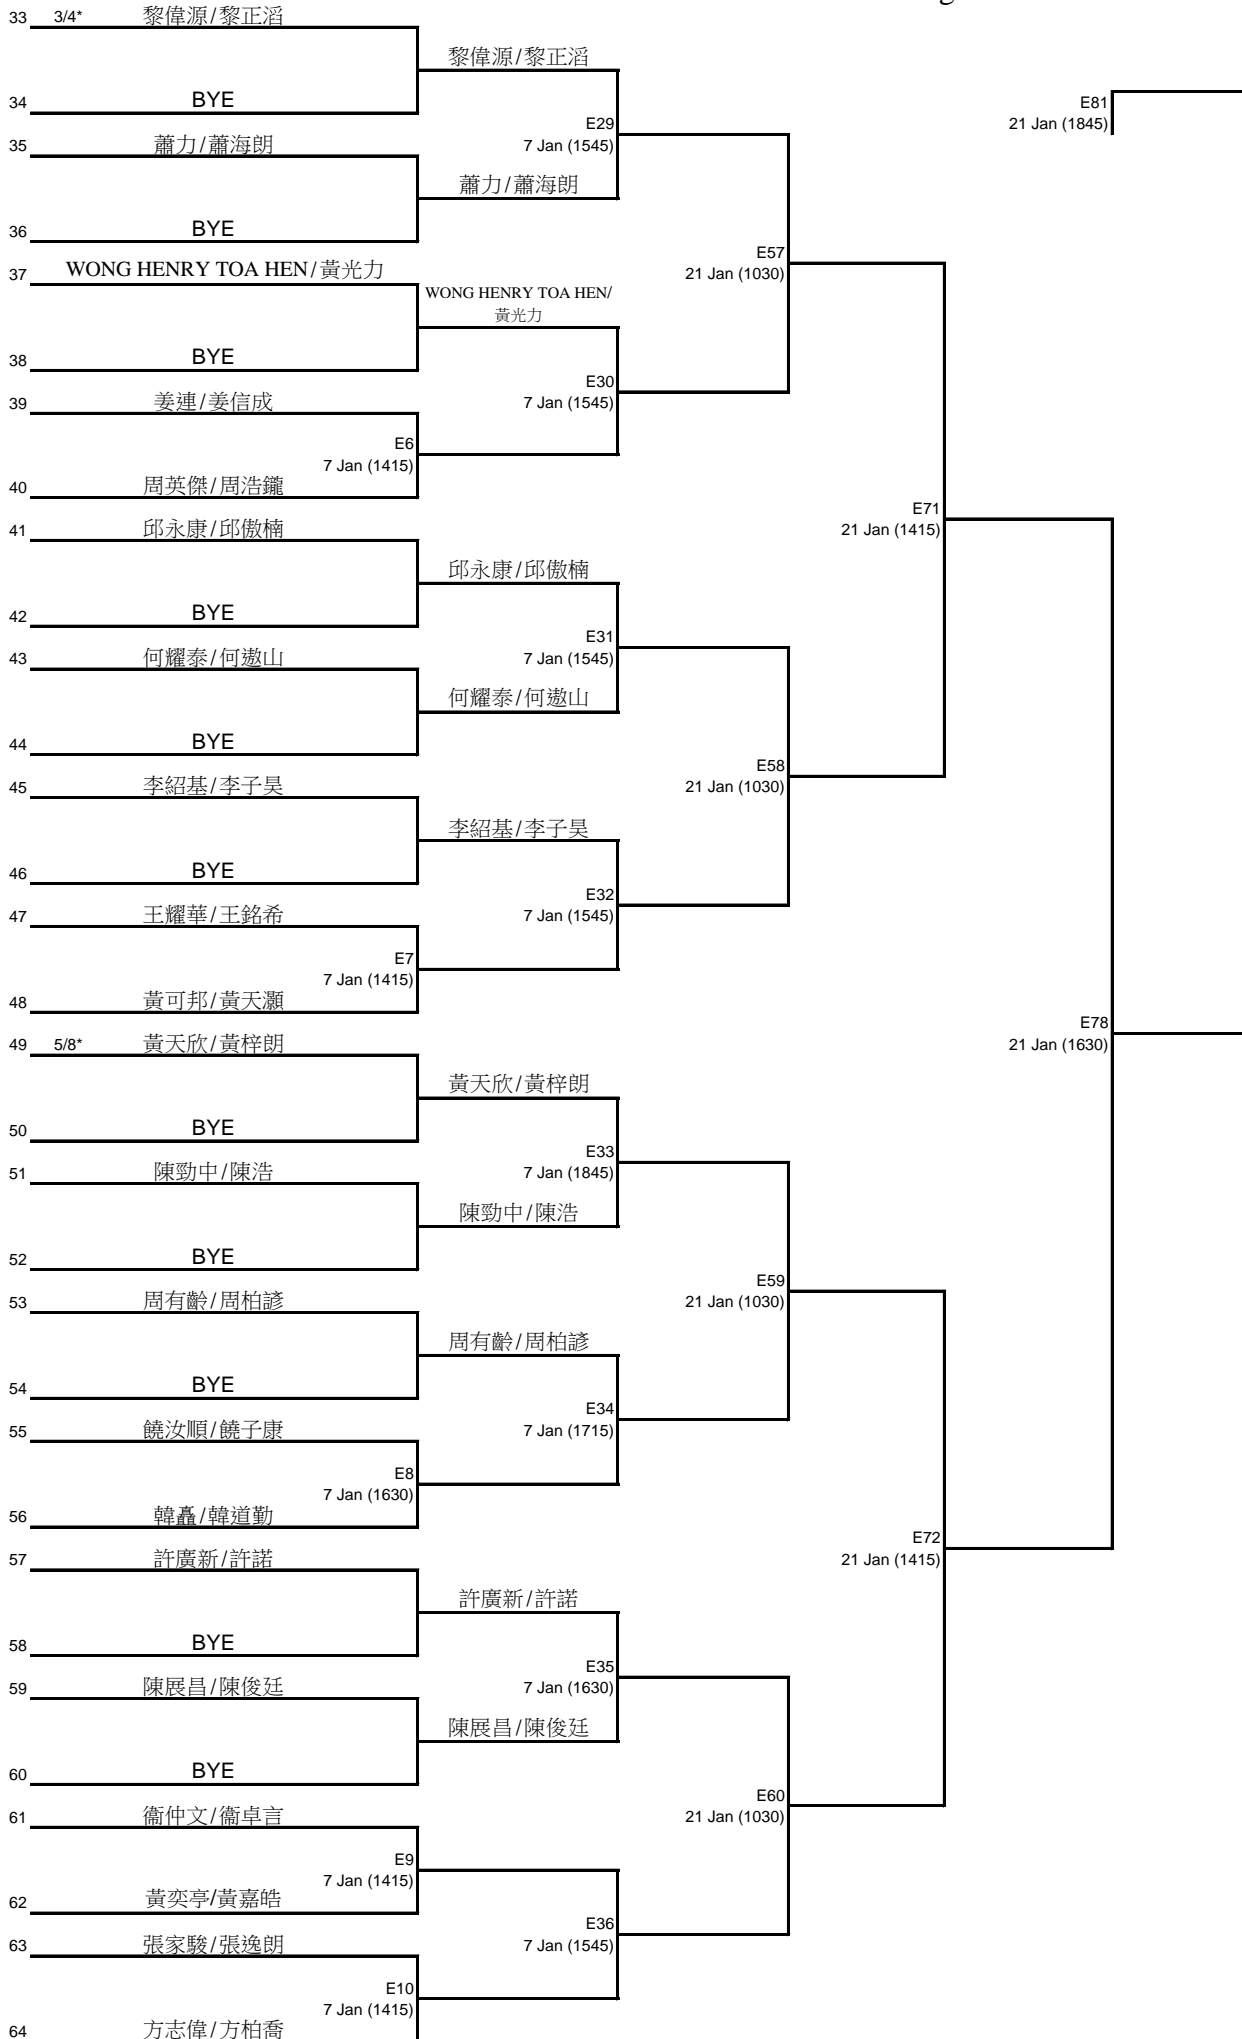 g
33 3/4* 黎偉源/黎正滔
黎偉源/黎正滔
34 BYE
E81
21 Jan (1845)
E29
7 Jan (1545)
35 蕭力/蕭海朗
蕭力/蕭海朗
36 BYE
E57
21 Jan (1030)
37 WONG HENRY TOA HEN/黃光力
WONG HENRY TOA HEN/
黃光力
38 BYE
E30
7 Jan (1545)
39 姜連/姜信成
E6
7 Jan (1415)
40 周英傑/周浩鑨
E71
21 Jan (1415)
41 邱永康/邱傲楠
邱永康/邱傲楠
42 BYE
E31
7 Jan (1545)
43 何耀泰/何遨山
何耀泰/何遨山
44 BYE
E58
21 Jan (1030)
45 李紹基/李子昊
李紹基/李子昊
46 BYE
E32
7 Jan (1545)
47 王耀華/王銘希
E7
7 Jan (1415)
48 黃可邦/黃天灝
E78
21 Jan (1630)
49 5/8* 黃天欣/黃梓朗
黃天欣/黃梓朗
50 BYE
E33
7 Jan (1845)
51 陳勁中/陳浩
陳勁中/陳浩
52 BYE
E59
21 Jan (1030)
53 周有齡/周柏諺
周有齡/周柏諺
54 BYE
E34
7 Jan (1715)
55 饒汝順/饒子康
E8
7 Jan (1630)
56 韓矗/韓道勤
E72
21 Jan (1415)
57 許廣新/許諾
許廣新/許諾
58 BYE
E35
7 Jan (1630)
59 陳展昌/陳俊廷
陳展昌/陳俊廷
60 BYE
E60
21 Jan (1030)
61 衞仲文/衞卓言
E9
7 Jan (1415)
62 黃奕亭/黃嘉皓
E36
7 Jan (1545)
63 張家駿/張逸朗
E10
7 Jan (1415)
64 方志偉/方柏喬